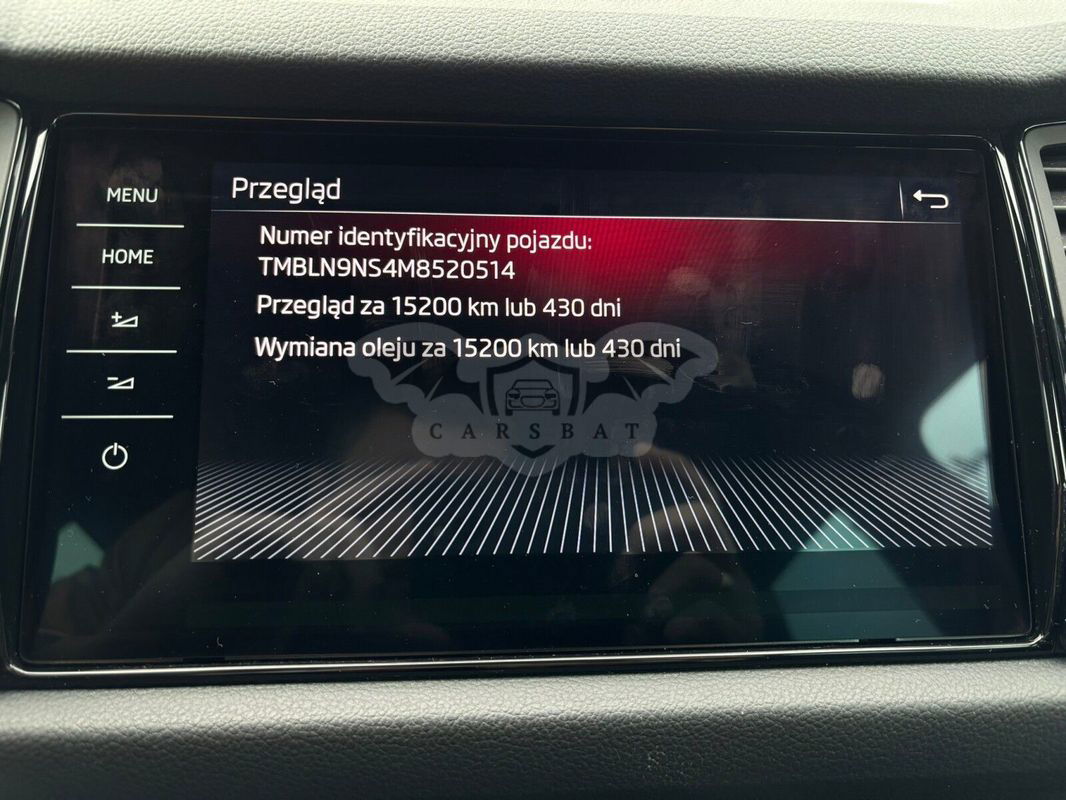 MENU
HOME
Przegląd
Numer identyfikacyjny pojazdu:
TMBLN9NS4M8520514
Przegląd za 15200 km lub 430 dni
Wymiana oleju za 15200 km lub 430 dni
CARSBAT